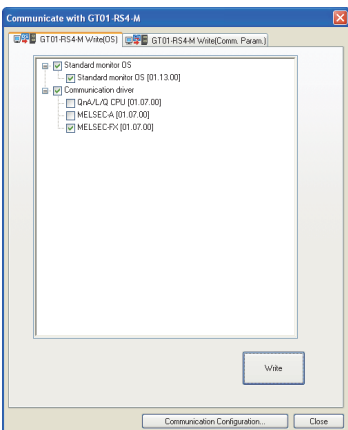 Communicate with GT01-RS4-M
GT01-RS4-M Write(OS) GT01-RS4-M Write(Comm. Param.)
Standard monitor OS
Standard monitor OS [01.13.00]
Communication driver
QnA/L/Q CPU [01.07.00]
MELSEC-A [01.07.00]
MELSEC-FX [01.07.00]
Write
Communication Configuration... Close